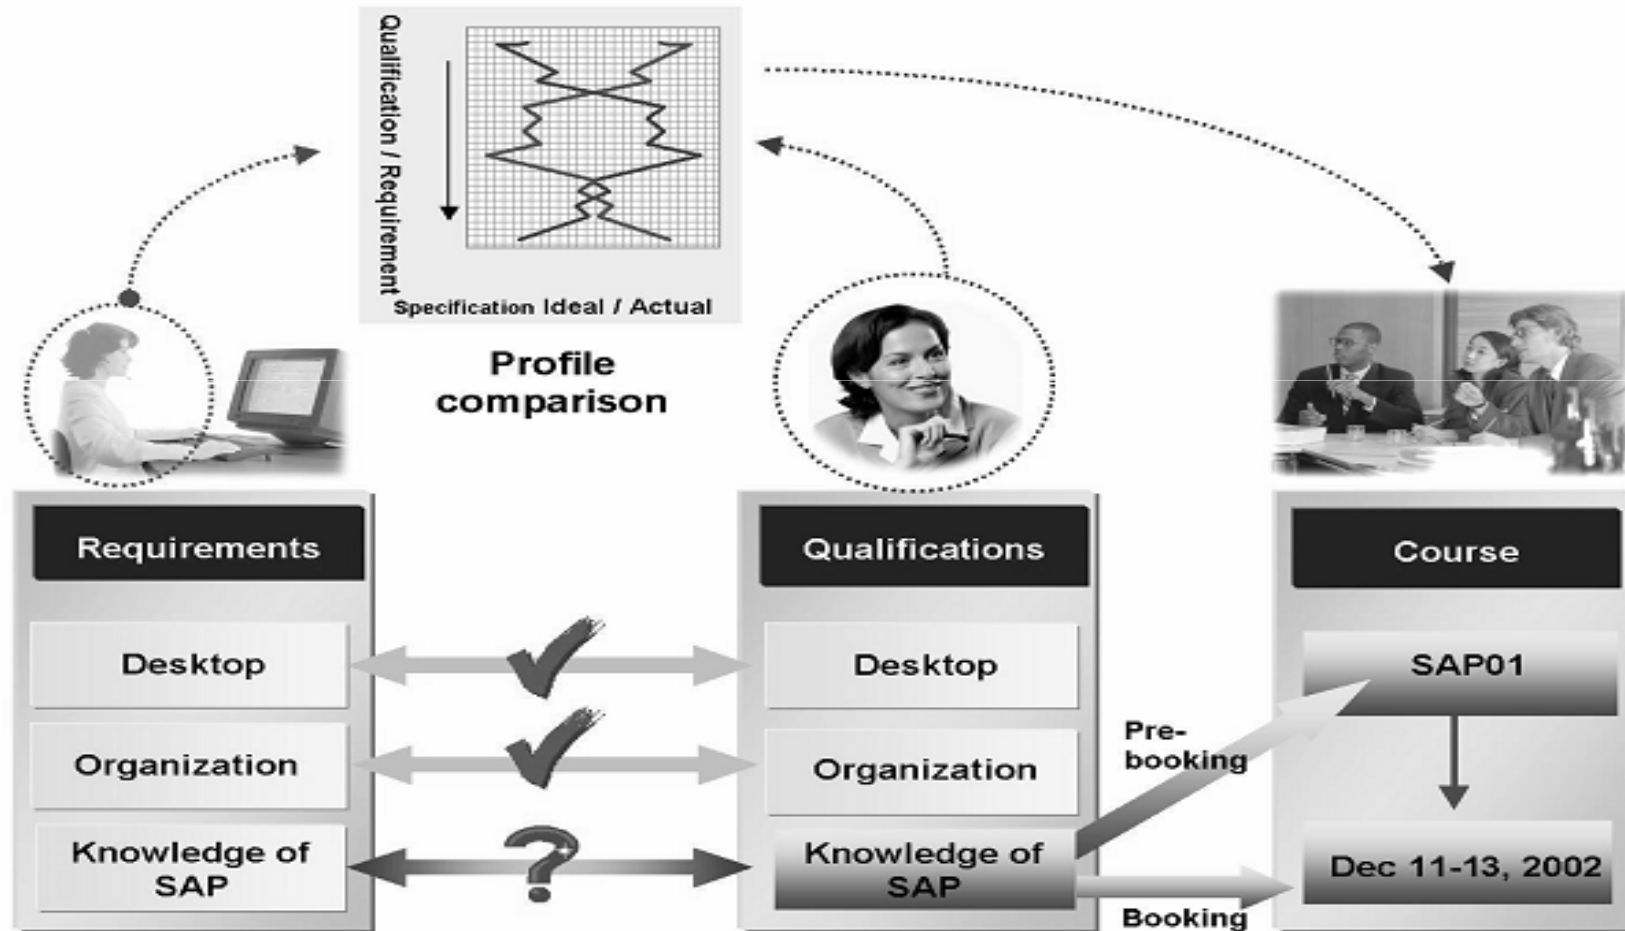 Qualification / Requirement
Specification Ideal / Actual
Profile
comparison
Requirements
Desktop
Organization
Knowledge of
SAP
Qualifications
Desktop
Organization
Knowledge of
SAP
Pre-
booking
Booking
Course
SAP01
Dec 11-13, 2002